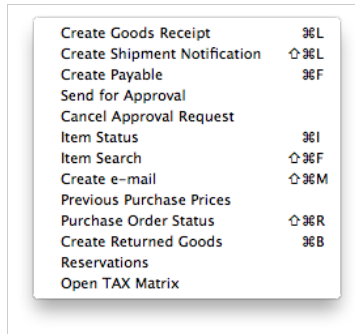 Create Goods Receipt ⌘L
Create Shipment Notification ⇧⌘L
Create Payable ⌘F
Send for Approval
Cancel Approval Request
Item Status ⌘I
Item Search ⇧⌘F
Create e-mail ⇧⌘M
Previous Purchase Prices
Purchase Order Status ⇧⌘R
Create Returned Goods ⌘B
Reservations
Open TAX Matrix